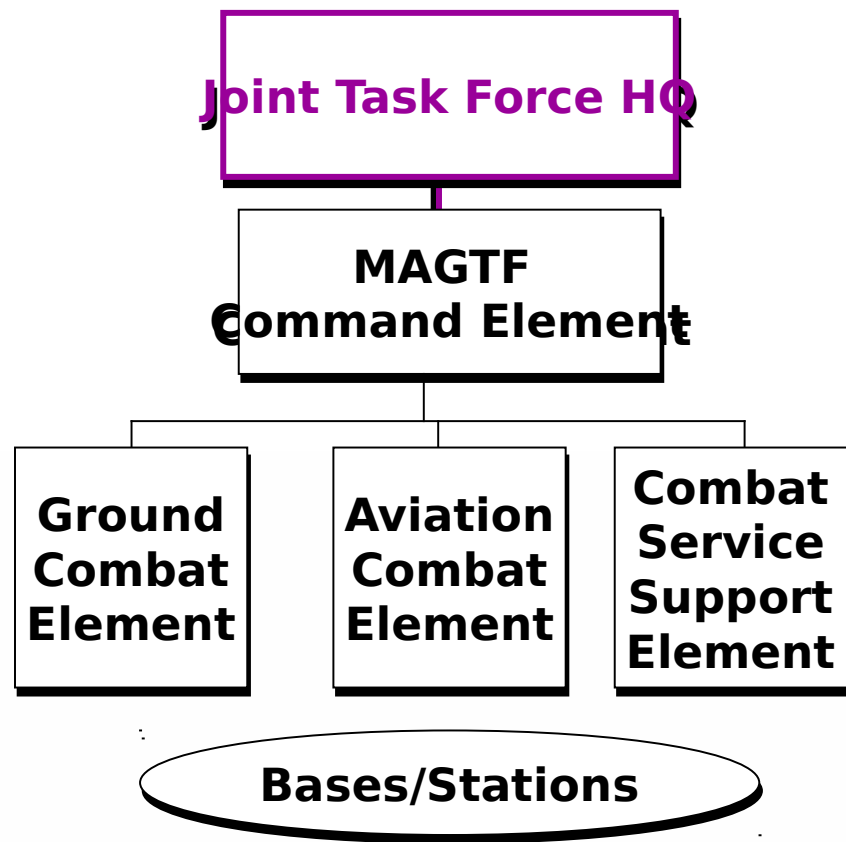 Joint Task Force HQ
MAGTF
Command Element
Ground
Combat
Element
Aviation
Combat
Element
Combat
Service
Support
Element
Bases/Stations